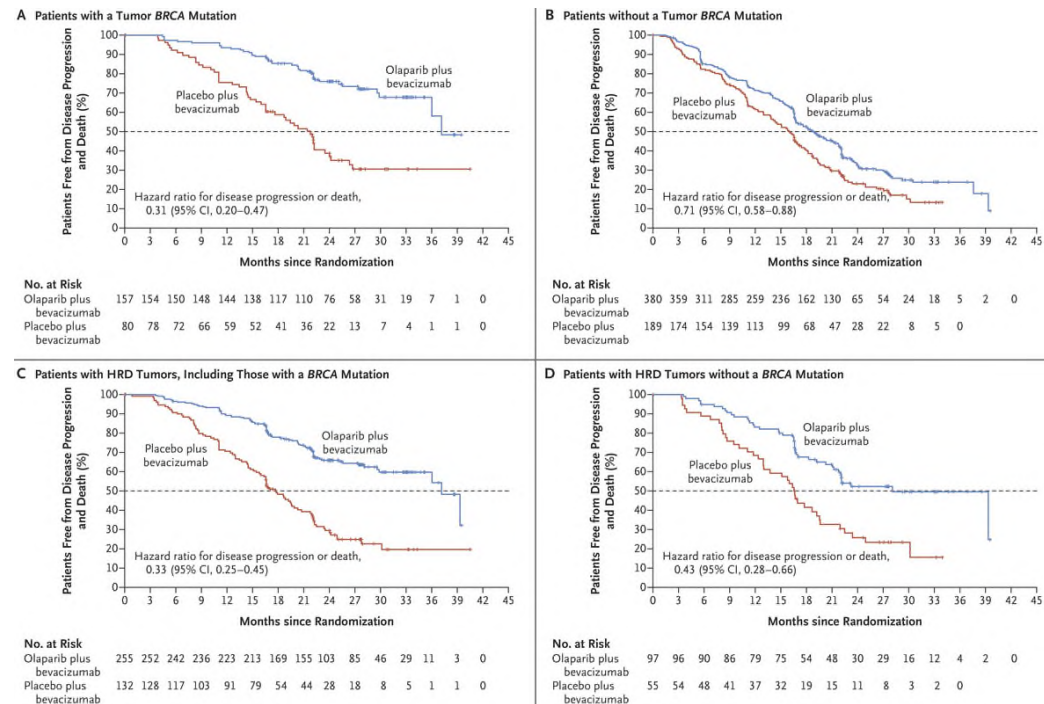 A Patients with a Tumor BRCA Mutation
Patients Free from Disease Progression
and Death (%)
100
90
80
70
60
50
40
30
20
10
0
Olaparib plus
bevacizumab
Placebo plus
bevacizumab
Hazard ratio for disease progression or death,
0.31 (95% CI, 0.20–0.47)
0 3 6 9 12 15 18 21 24 27 30 33 36 39 42 45
Months since Randomization
No. at Risk
Olaparib plus 157 154 150 148 144 138 117 110 76 58 31 19 7 1 0
bevacizumab
Placebo plus 80 78 72 66 59 52 41 36 22 13 7 4 1 1 0
bevacizumab
B Patients without a Tumor BRCA Mutation
Patients Free from Disease Progression
and Death (%)
100
90
80
70
60
50
40
30
20
10
0
Placebo plus
bevacizumab
Olaparib plus
bevacizumab
Hazard ratio for disease progression or death,
0.71 (95% CI, 0.58–0.88)
0 3 6 9 12 15 18 21 24 27 30 33 36 39 42 45
Months since Randomization
No. at Risk
Olaparib plus 380 359 311 285 259 236 162 130 65 54 24 18 5 2 0
bevacizumab
Placebo plus 189 174 154 139 113 99 68 47 28 22 8 5 0
bevacizumab
C Patients with HRD Tumors, Including Those with a BRCA Mutation
Patients Free from Disease Progression
and Death (%)
100
90
80
70
60
50
40
30
20
10
0
Placebo plus
bevacizumab
Olaparib plus
bevacizumab
Hazard ratio for disease progression or death,
0.33 (95% CI, 0.25–0.45)
0 3 6 9 12 15 18 21 24 27 30 33 36 39 42 45
Months since Randomization
No. at Risk
Olaparib plus 255 252 242 236 223 213 169 155 103 85 46 29 11 3 0
bevacizumab
Placebo plus 132 128 117 103 91 79 54 44 28 18 8 5 1 1 0
bevacizumab
D Patients with HRD Tumors without a BRCA Mutation
Patients Free from Disease Progression
and Death (%)
100
90
80
70
60
50
40
30
20
10
0
Olaparib plus
bevacizumab
Placebo plus
bevacizumab
Hazard ratio for disease progression or death,
0.43 (95% CI, 0.28–0.66)
0 3 6 9 12 15 18 21 24 27 30 33 36 39 42 45
Months since Randomization
No. at Risk
Olaparib plus 97 96 90 86 79 75 54 48 30 29 16 12 4 2 0
bevacizumab
Placebo plus 55 54 48 41 37 32 19 15 11 8 3 2 0
bevacizumab